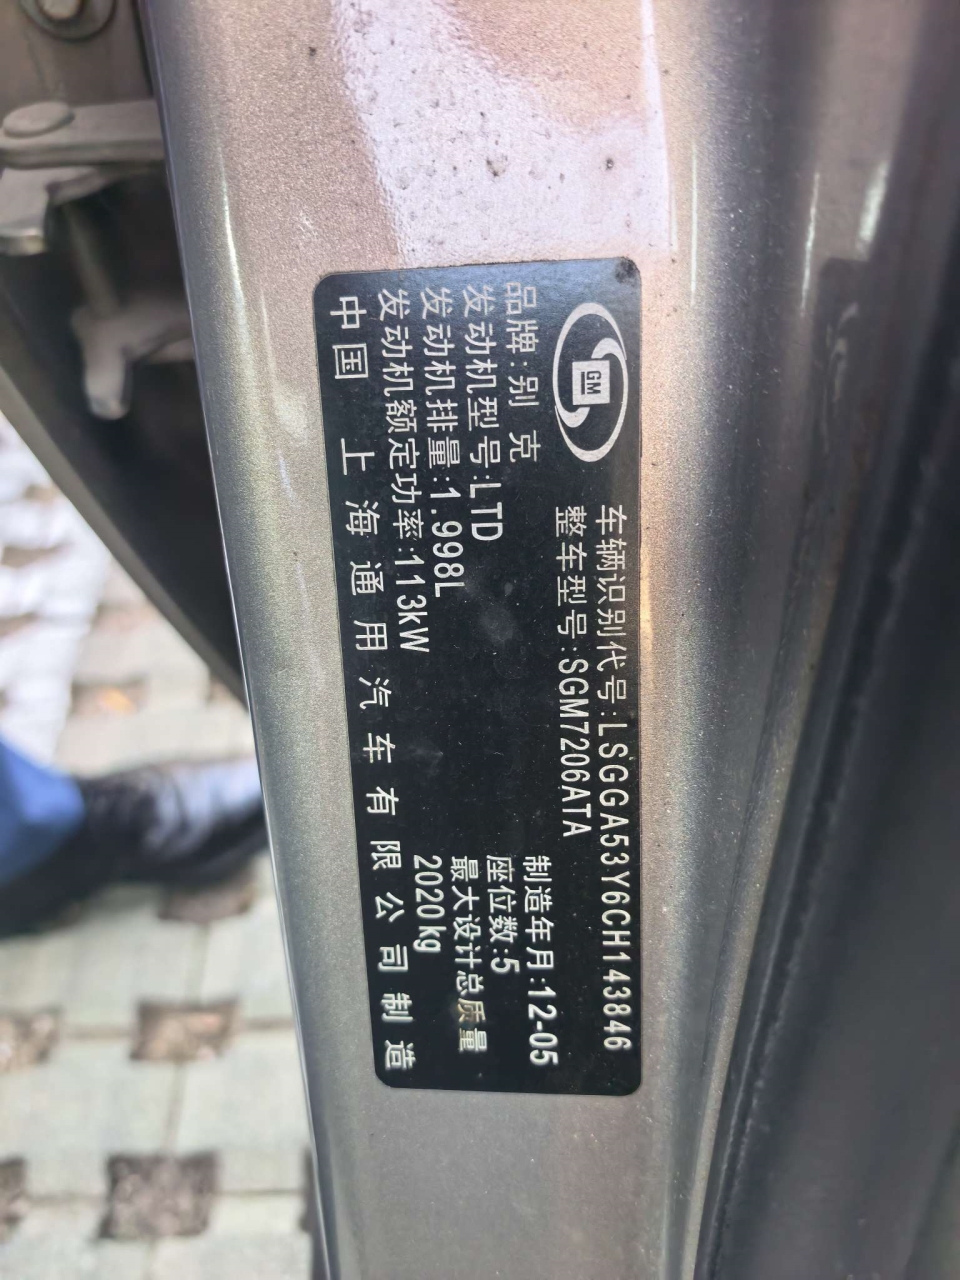 GM
车辆识别代号:LSGGA53Y6CH143846
整车型号:SGM7206ATA
品牌:别 克
制造年月:12-05
发动机型号:LTD
座位数:5
发动机排量:1.998L
最大设计总质量
发动机额定功率:113kW
2020kg
中国 上海通用汽车有限公司制造